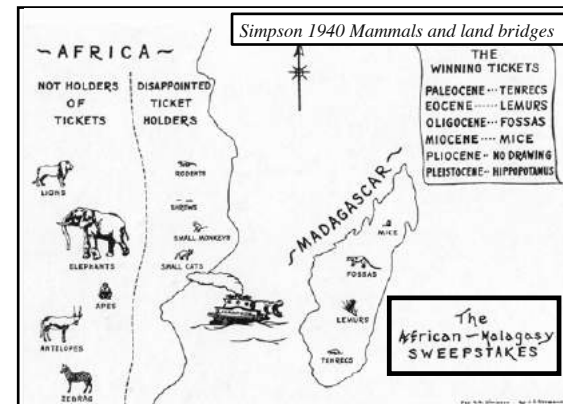 Simpson 1940 Mammals and land bridges
~AFRICA~
NOT HOLDERS
OF
TICKETS
DISAPPOINTED
TICKET
HOLDERS
LIONS
ELEPHANTS
APES
ANTELOPES
ZEBRAS
RODENTS
SHREWS
SMALL MONKEYS
SMALL CATS
~MADAGASCAR~
MICE
FOSSAS
LEMURS
TENRECS
THE
WINNING TICKETS
PALEOCENE---TENRECS
EOCENE------LEMURS
OLIGOCENE---FOSSAS
MIOCENE----MICE
PLIOCENE--NO DRAWING
PLEISTOCENE--HIPPOPOTAMUS
The
African-Malagasy
SWEEPSTAKES